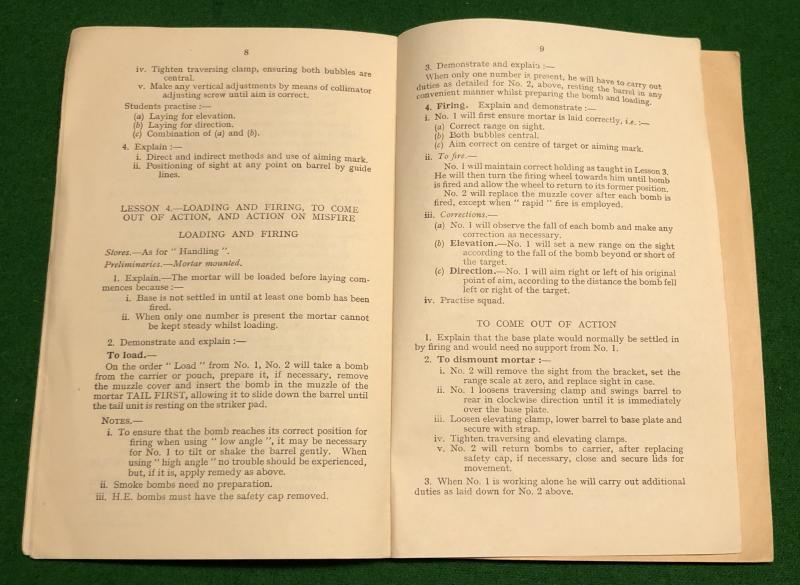 8
iv. Tighten traversing clamp, ensuring both bubbles are
central.
v. Make any vertical adjustments by means of collimator
adjusting screw until aim is correct.
Students practise :—
(a) Laying for elevation.
(b) Laying for direction.
(c) Combination of (a) and (b).
4. Explain :—
i. Direct and indirect methods and use of aiming mark.
ii. Positioning of sight at any point on barrel by guide
lines.
LESSON 4.—LOADING AND FIRING, TO COME
OUT OF ACTION, AND ACTION ON MISFIRE
LOADING AND FIRING
Stores.—As for " Handling ".
Preliminaries.—Mortar mounted.
1. Explain.—The mortar will be loaded before laying com-
mences because :—
i. Base is not settled in until at least one bomb has been
fired.
ii. When only one number is present the mortar cannot
be kept steady whilst loading.
2. Demonstrate and explain :—
To load.—
On the order " Load " from No. 1, No. 2 will take a bomb
from the carrier or pouch, prepare it, if necessary, remove
the muzzle cover and insert the bomb in the muzzle of the
mortar TAIL FIRST, allowing it to slide down the barrel until
the tail unit is resting on the striker pad.
NOTES.—
i. To ensure that the bomb reaches its correct position for
firing when using " low angle ", it may be necessary
for No. 1 to tilt or shake the barrel gently. When
using " high angle " no trouble should be experienced,
but, if it is, apply remedy as above.
ii. Smoke bombs need no preparation.
iii. H.E. bombs must have the safety cap removed.
9
3. Demonstrate and explain :—
When only one number is present, he will have to carry out
duties as detailed for No. 2, above, resting the barrel in any
convenient manner whilst preparing the bomb and loading.
4. Firing. Explain and demonstrate :—
i. No. 1 will first ensure mortar is laid correctly, i.e. :—
(a) Correct range on sight.
(b) Both bubbles central.
(c) Aim correct on centre of target or aiming mark.
ii. To fire.—
No. 1 will maintain correct holding as taught in Lesson 3.
He will then turn the firing wheel towards him until bomb
is fired and allow the wheel to return to its former position.
No. 2 will replace the muzzle cover after each bomb is
fired, except when " rapid " fire is employed.
iii. Corrections.—
(a) No. 1 will observe the fall of each bomb and make any
correction as necessary.
(b) Elevation.—No. 1 will set a new range on the sight
according to the fall of the bomb beyond or short of
the target.
(c) Direction.—No. 1 will aim right or left of his original
point of aim, according to the distance the bomb fell
left or right of the target.
iv. Practise squad.
TO COME OUT OF ACTION
1. Explain that the base plate would normally be settled in
by firing and would need no support from No. 1.
2. To dismount mortar :—
i. No. 2 will remove the sight from the bracket, set the
range scale at zero, and replace sight in case.
ii. No. 1 loosens traversing clamp and swings barrel to
rear in clockwise direction until it is immediately
over the base plate.
iii. Loosen elevating clamp, lower barrel to base plate and
secure with strap.
iv. Tighten traversing and elevating clamps.
v. No. 2 will return bombs to carrier, after replacing
safety cap, if necessary, close and secure lids for
movement.
3. When No. 1 is working alone he will carry out additional
duties as laid down for No. 2 above.